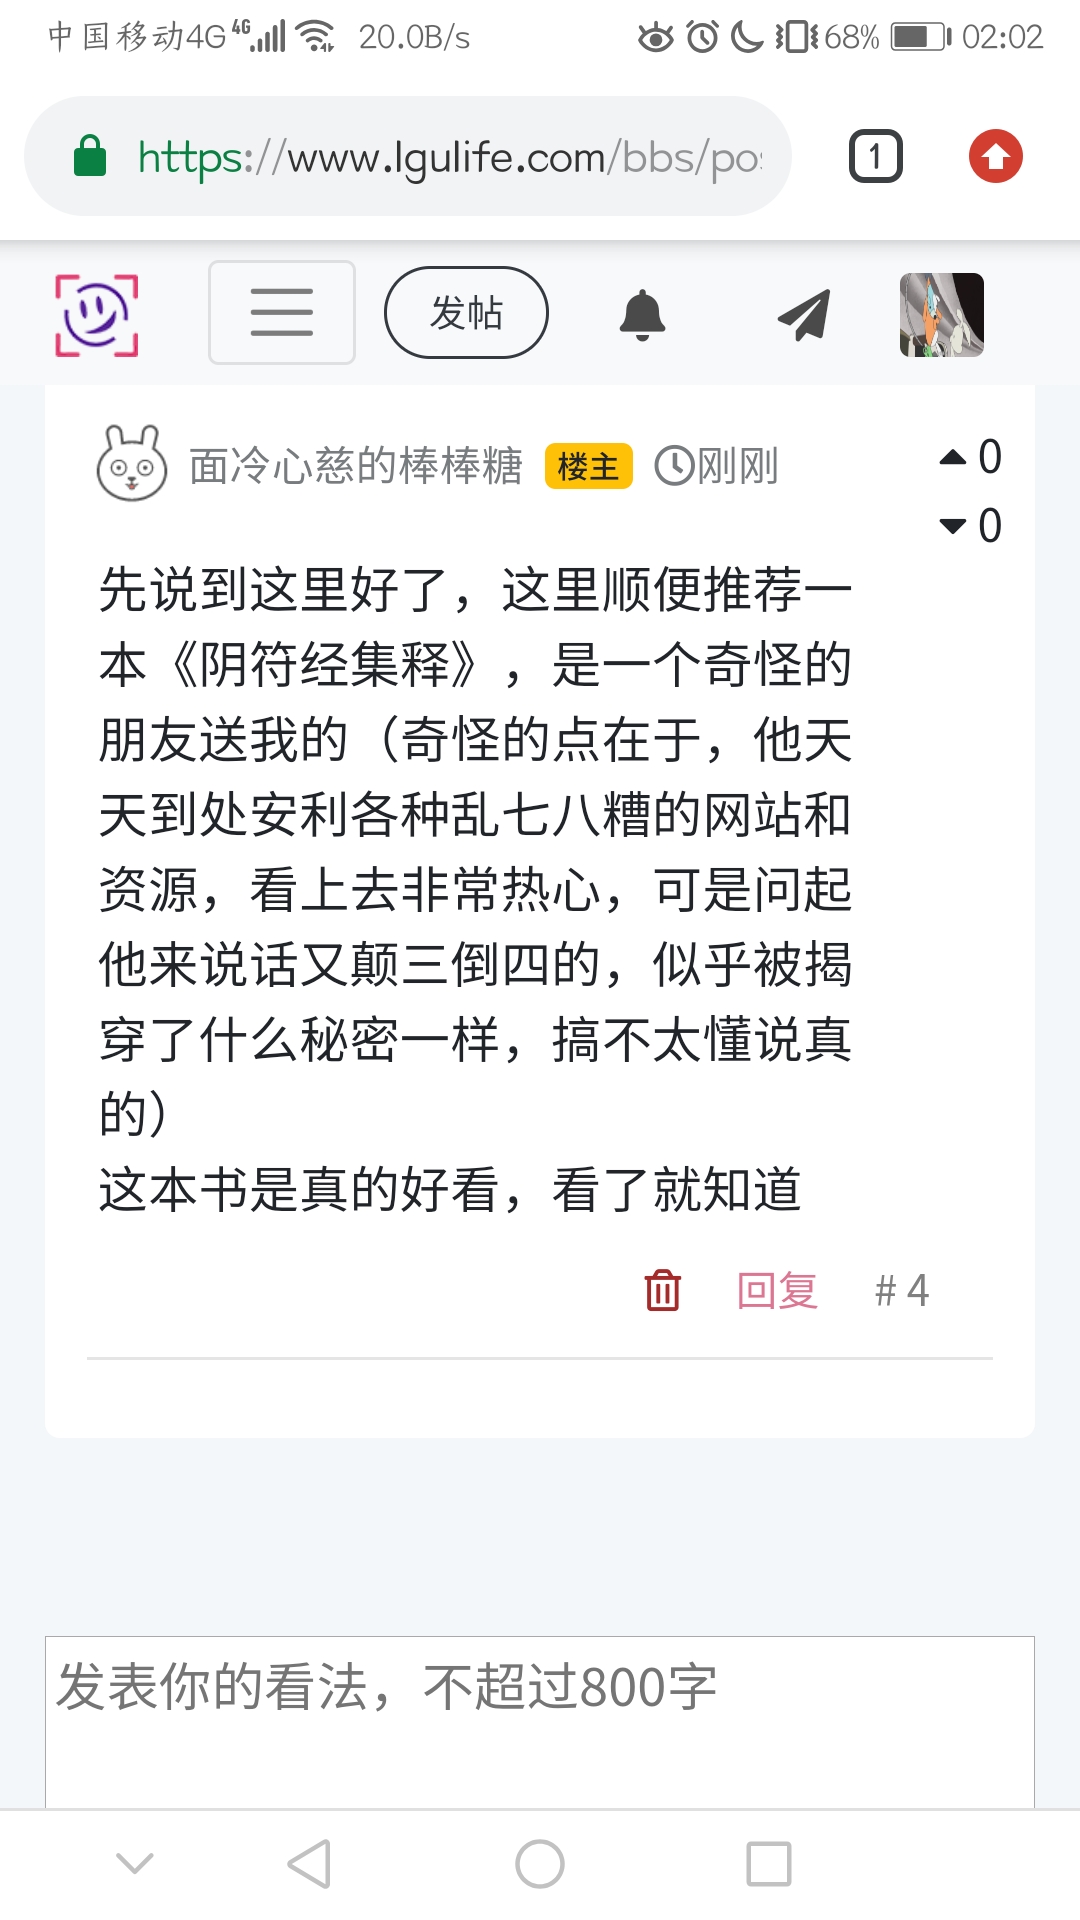 中国移动4G 4G 20.0B/s 68% 02:02
https://www.lgulife.com/bbs/pos
1
发帖
面冷心慈的棒棒糖 楼主 刚刚
0
0
先说到这里好了，这里顺便推荐一
本《阴符经集释》，是一个奇怪的
朋友送我的（奇怪的点在于，他天
天到处安利各种乱七八糟的网站和
资源，看上去非常热心，可是问起
他来说话又颠三倒四的，似乎被揭
穿了什么秘密一样，搞不太懂说真
的）
这本书是真的好看，看了就知道
回复 # 4
发表你的看法，不超过800字